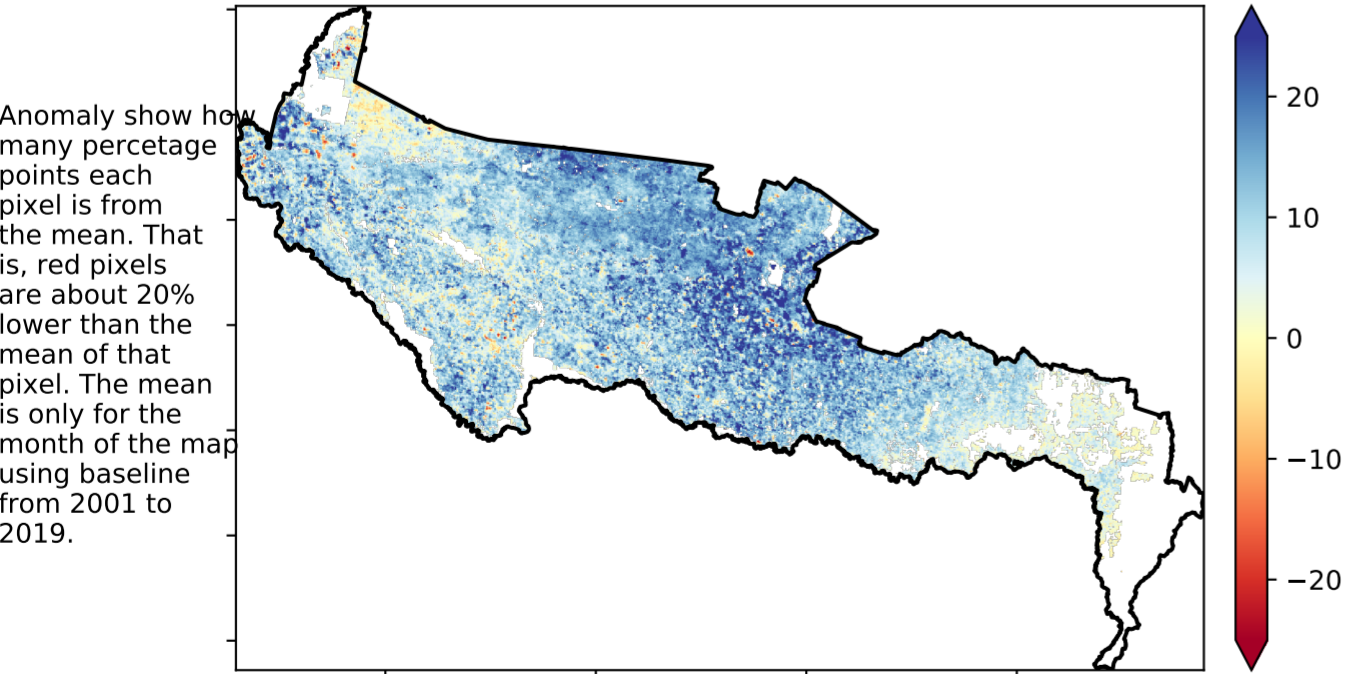 Anomaly show how
many percetage
points each
pixel is from
the mean. That
is, red pixels
are about 20%
lower than the
mean of that
pixel. The mean
is only for the
month of the map
using baseline
from 2001 to
2019.
20
10
0
−10
−20